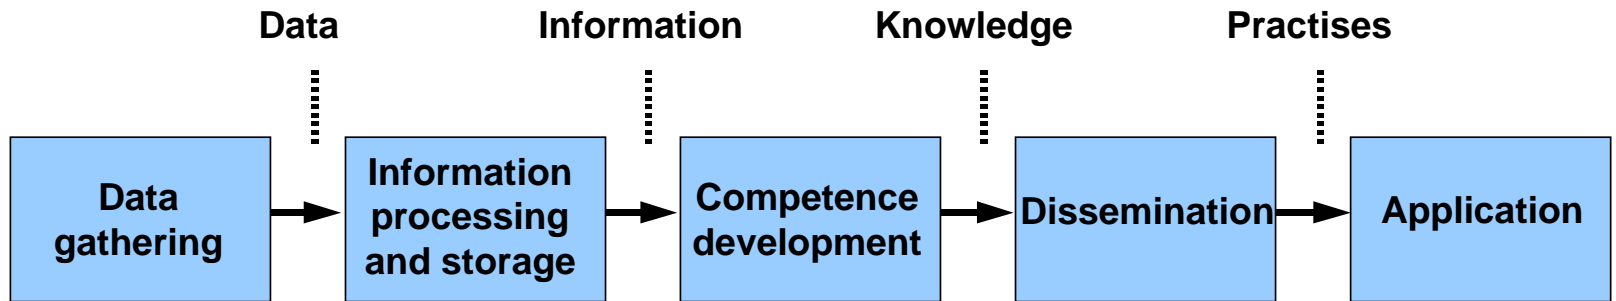 Data
Information
Knowledge
Practises
Data
gathering
Information
processing
and storage
Competence
development
Dissemination
Application